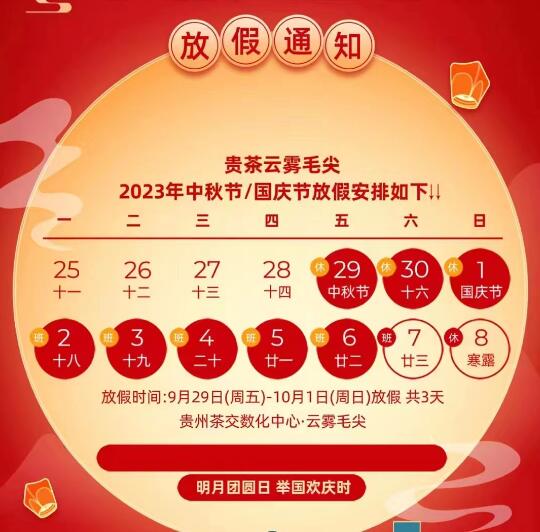 放假通知
贵茶云雾毛尖
2023年中秋节/国庆节放假安排如下↓↓
一 二 三 四 五 六 日
25 26 27 28 休 29 休 30 休 1
十一 十二 十三 十四 中秋节 十六 国庆节
班 2 班 3 班 4 班 5 班 6 班 7 休 8
十八 十九 二十 廿一 廿二 廿三 寒露
放假时间:9月29日(周五)-10月1日(周日)放假 共3天
贵州茶交数化中心·云雾毛尖
明月团圆日 举国欢庆时